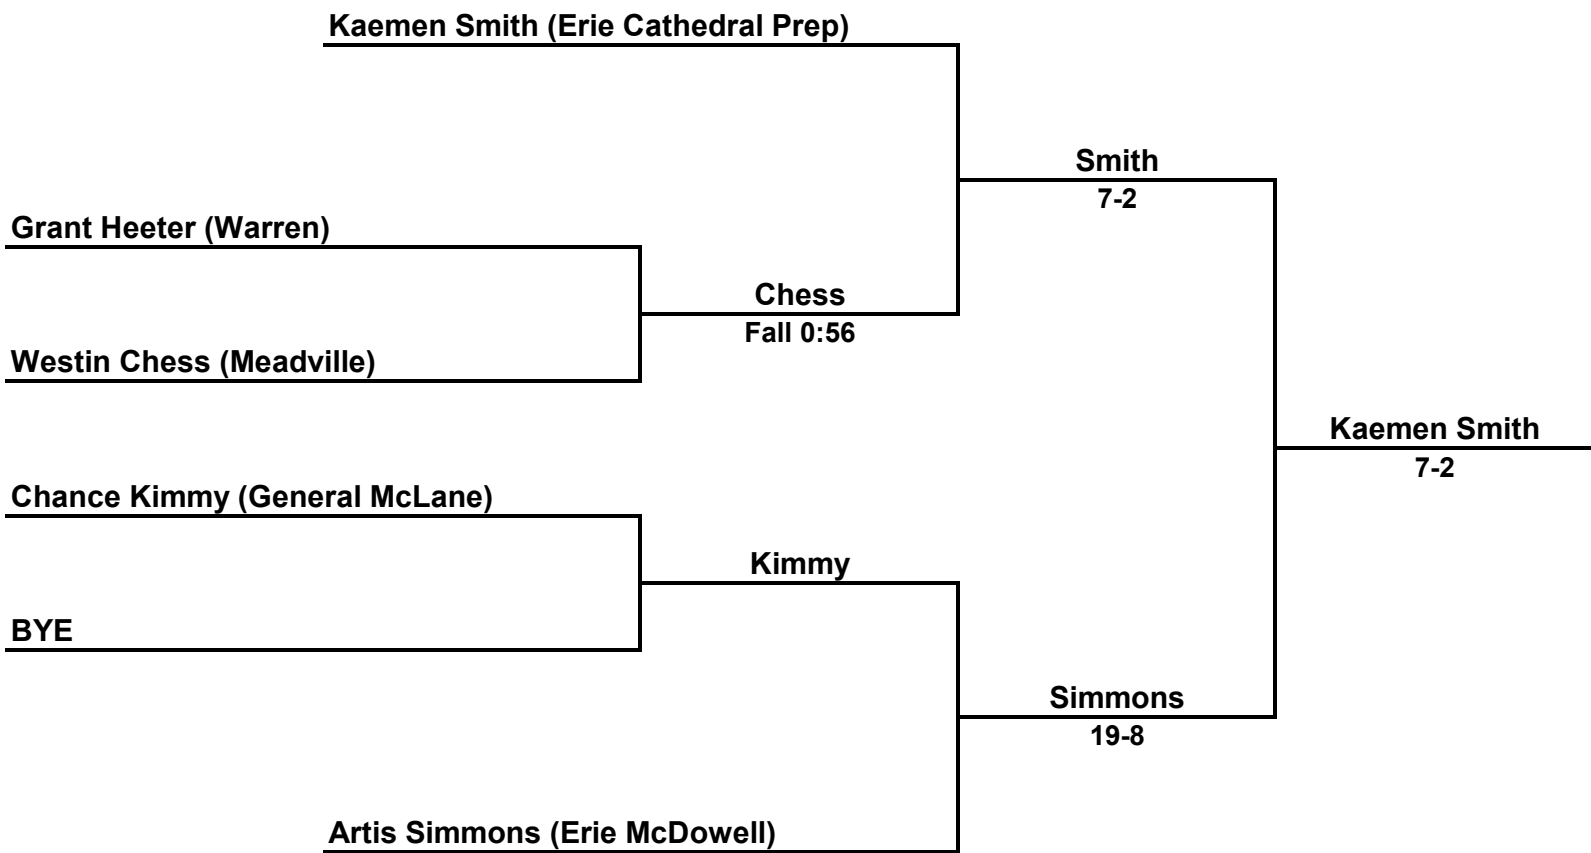 Kaemen Smith (Erie Cathedral Prep)
Smith
7-2
Grant Heeter (Warren)
Chess
Fall 0:56
Westin Chess (Meadville)
Kaemen Smith
7-2
Chance Kimmy (General McLane)
Kimmy
BYE
Simmons
19-8
Artis Simmons (Erie McDowell)